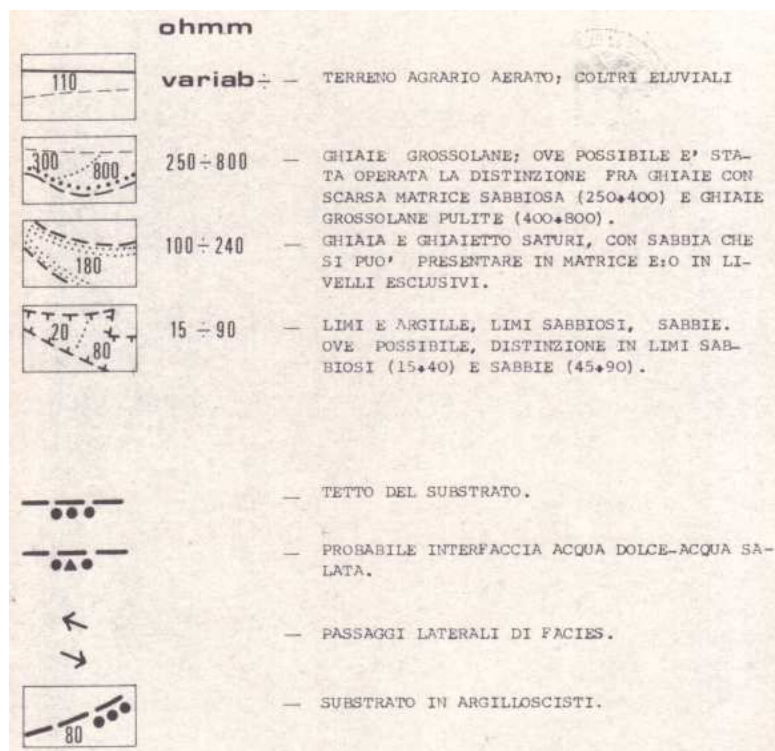 ohmm
110
variab÷ — TERRENO AGRARIO AERATO; COLTRI ELUVIALI
300 800
250÷800 — GHIAIE GROSSOLANE; OVE POSSIBILE E' STA-
TA OPERATA LA DISTINZIONE FRA GHIAIE CON
SCARSA MATRICE SABBIOSA (250÷400) E GHIAIE
GROSSOLANE PULITE (400÷800).
180
100÷240 — GHIAIA E GHIAIETTO SATURI, CON SABBIA CHE
SI PUO' PRESENTARE IN MATRICE E:O IN LI-
VELLI ESCLUSIVI.
20 80
15÷90 — LIMI E ARGILLE, LIMI SABBIOSI, SABBIE.
OVE POSSIBILE, DISTINZIONE IN LIMI SAB-
BIOSI (15÷40) E SABBIE (45÷90).
— TETTO DEL SUBSTRATO.
— PROBABILE INTERFACCIA ACQUA DOLCE-ACQUA SA-
LATA.
— PASSAGGI LATERALI DI FACIES.
80
— SUBSTRATO IN ARGILLOSCISTI.